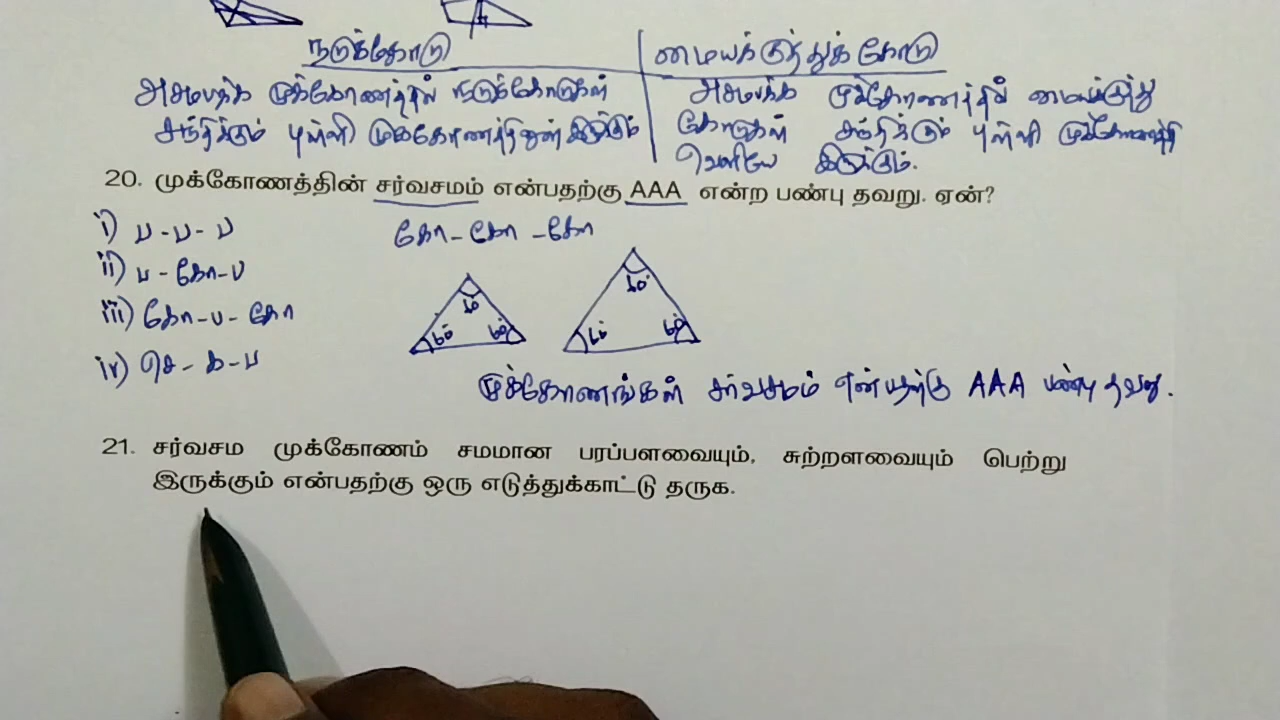 நடுக்கோடு
மையக்குத்துக் கோடு
அசமபக்க முக்கோணத்தில் நடுக்கோடுகள்
சந்திக்கும் புள்ளி முக்கோணத்தினுள் இருக்கும்
அசமபக்க முக்கோணத்தில் மையக்குத்து
கோடுகள் சந்திக்கும் புள்ளி முக்கோணத்தி
வெளியே இருக்கும்.
20. முக்கோணத்தின் சர்வசமம் என்பதற்கு AAA என்ற பண்பு தவறு. ஏன்?
i) ப - ப - ப
கோ - கோ - கோ
ii) ப - கோ - ப
iii) கோ - ப - கோ
iv) செ - க - ப
60°
60° 60°
60°
60° 60°
முக்கோணங்கள் சர்வசமம் என்பதற்கு AAA பண்பு தவறு.
21. சர்வசம முக்கோணம் சமமான பரப்பளவையும், சுற்றளவையும் பெற்று
இருக்கும் என்பதற்கு ஒரு எடுத்துக்காட்டு தருக.